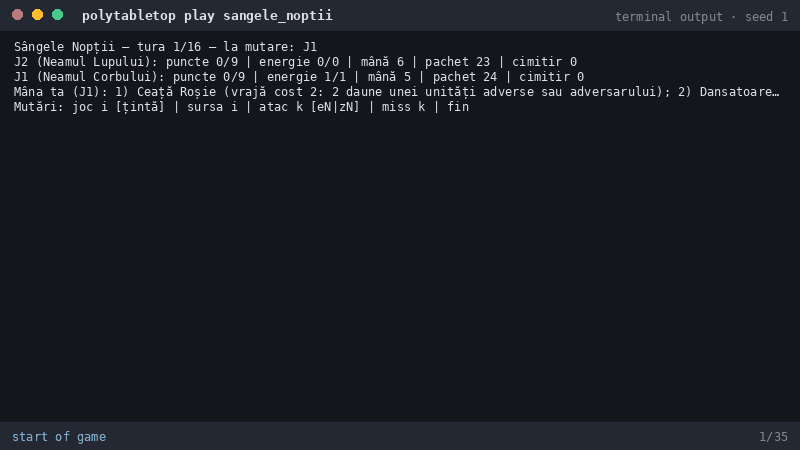 polytabletop play sangele_noptii
terminal output · seed 1
Sângele Nopții — tura 1/16 — la mutare: J1
J2 (Neamul Lupului): puncte 0/9 | energie 0/0 | mână 6 | pachet 23 | cimitir 0
J1 (Neamul Corbului): puncte 0/9 | energie 1/1 | mână 5 | pachet 24 | cimitir 0
Mâna ta (J1): 1) Ceață Roșie (vrajă cost 2: 2 daune unei unități adverse sau adversarului); 2) Dansatoare…
Mutări: joc i [țintă] | sursa i | atac k [eN|zN] | miss k | fin
start of game
1/35